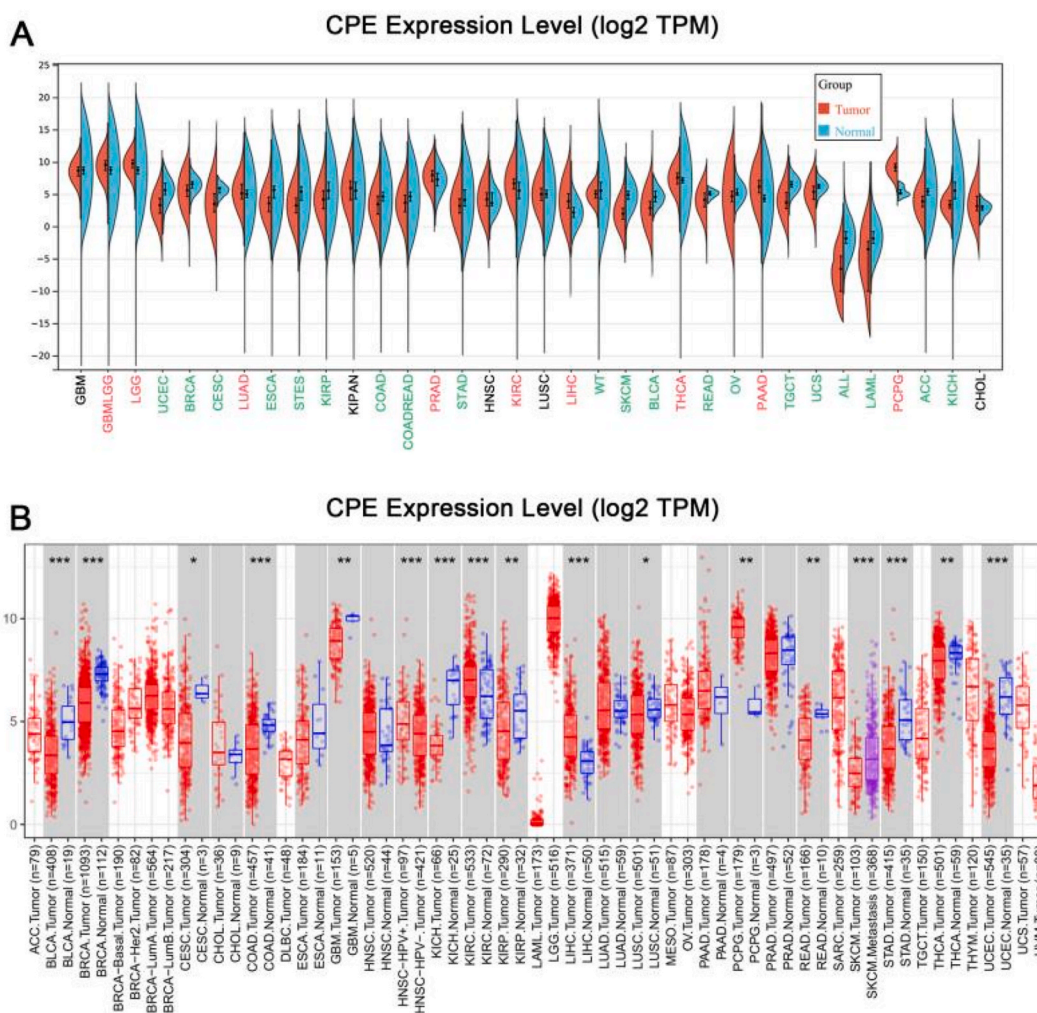 A
CPE Expression Level (log2 TPM)
25
20
15
10
5
0
−5
−10
−15
−20
Group
Tumor
Normal
GBM
GBMLGG
LGG
UCEC
BRCA
CESC
LUAD
ESCA
STES
KIRP
KIPAN
COAD
COADREAD
PRAD
STAD
HNSC
KIRC
LUSC
LIHC
WT
SKCM
BLCA
THCA
READ
OV
PAAD
TGCT
UCS
ALL
LAML
PCPG
ACC
KICH
CHOL
B
CPE Expression Level (log2 TPM)
*** *** * *** ** *** *** *** ** *** * ** ** *** *** ** ***
10
5
0
ACC.Tumor (n=79)
BLCA.Tumor (n=408)
BLCA.Normal (n=19)
BRCA.Tumor (n=1093)
BRCA.Normal (n=112)
BRCA−Basal.Tumor (n=190)
BRCA−Her2.Tumor (n=82)
BRCA−LumA.Tumor (n=564)
BRCA−LumB.Tumor (n=217)
CESC.Tumor (n=304)
CESC.Normal (n=3)
CHOL.Tumor (n=36)
CHOL.Normal (n=9)
COAD.Tumor (n=457)
COAD.Normal (n=41)
DLBC.Tumor (n=48)
ESCA.Tumor (n=184)
ESCA.Normal (n=11)
GBM.Tumor (n=153)
GBM.Normal (n=5)
HNSC.Tumor (n=520)
HNSC.Normal (n=44)
HNSC−HPV+.Tumor (n=97)
HNSC−HPV−.Tumor (n=421)
KICH.Tumor (n=66)
KICH.Normal (n=25)
KIRC.Tumor (n=533)
KIRC.Normal (n=72)
KIRP.Tumor (n=290)
KIRP.Normal (n=32)
LAML.Tumor (n=173)
LGG.Tumor (n=516)
LIHC.Tumor (n=371)
LIHC.Normal (n=50)
LUAD.Tumor (n=515)
LUAD.Normal (n=59)
LUSC.Tumor (n=501)
LUSC.Normal (n=51)
MESO.Tumor (n=87)
OV.Tumor (n=303)
PAAD.Tumor (n=178)
PAAD.Normal (n=4)
PCPG.Tumor (n=179)
PCPG.Normal (n=3)
PRAD.Tumor (n=497)
PRAD.Normal (n=52)
READ.Tumor (n=166)
READ.Normal (n=10)
SARC.Tumor (n=259)
SKCM.Tumor (n=103)
SKCM.Metastasis (n=368)
STAD.Tumor (n=415)
STAD.Normal (n=35)
TGCT.Tumor (n=150)
THCA.Tumor (n=501)
THCA.Normal (n=59)
THYM.Tumor (n=120)
UCEC.Tumor (n=545)
UCEC.Normal (n=35)
UCS.Tumor (n=57)